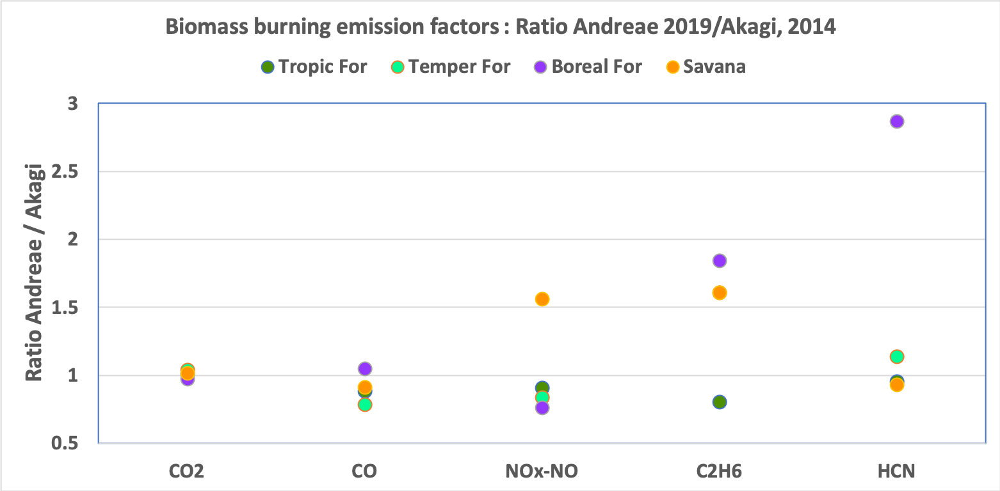 Biomass burning emission factors : Ratio Andreae 2019/Akagi, 2014
Tropic For Temper For Boreal For Savana
Ratio Andreae / Akagi
3
2.5
2
1.5
1
0.5
CO2 CO NOx-NO C2H6 HCN